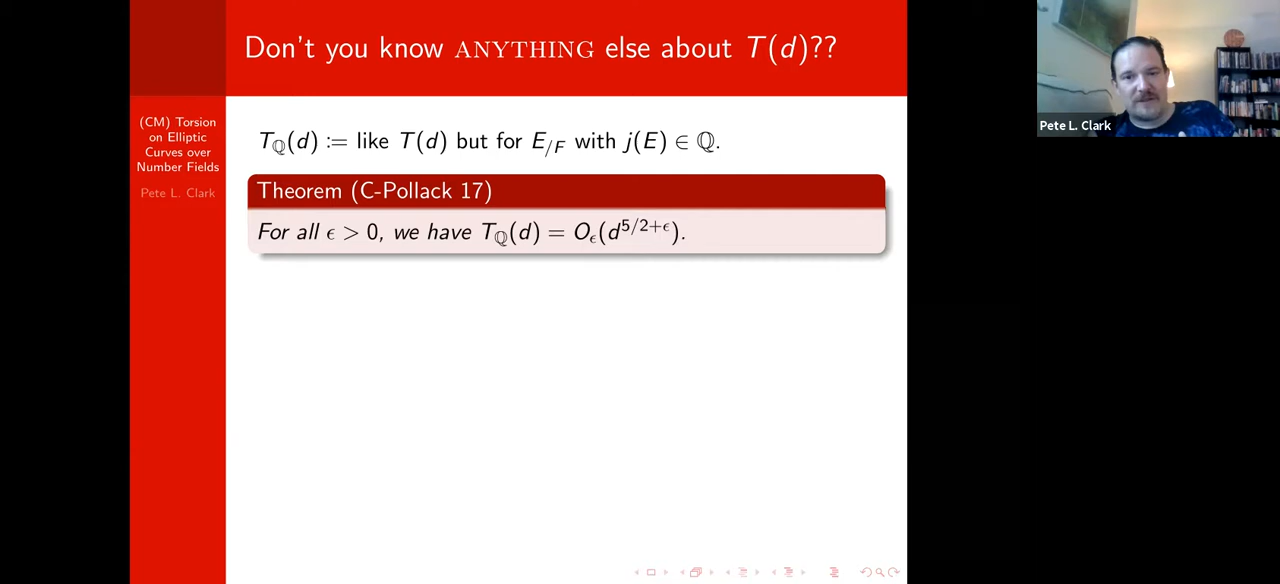 Don't you know ANYTHING else about T(d)??
(CM) Torsion
on Elliptic
Curves over
Number Fields
Pete L. Clark
T_ℚ(d) := like T(d) but for E_{/F} with j(E) ∈ ℚ.
Theorem (C-Pollack 17)
For all ϵ > 0, we have T_ℚ(d) = O_ϵ(d^{5/2+ϵ}).
Pete L. Clark